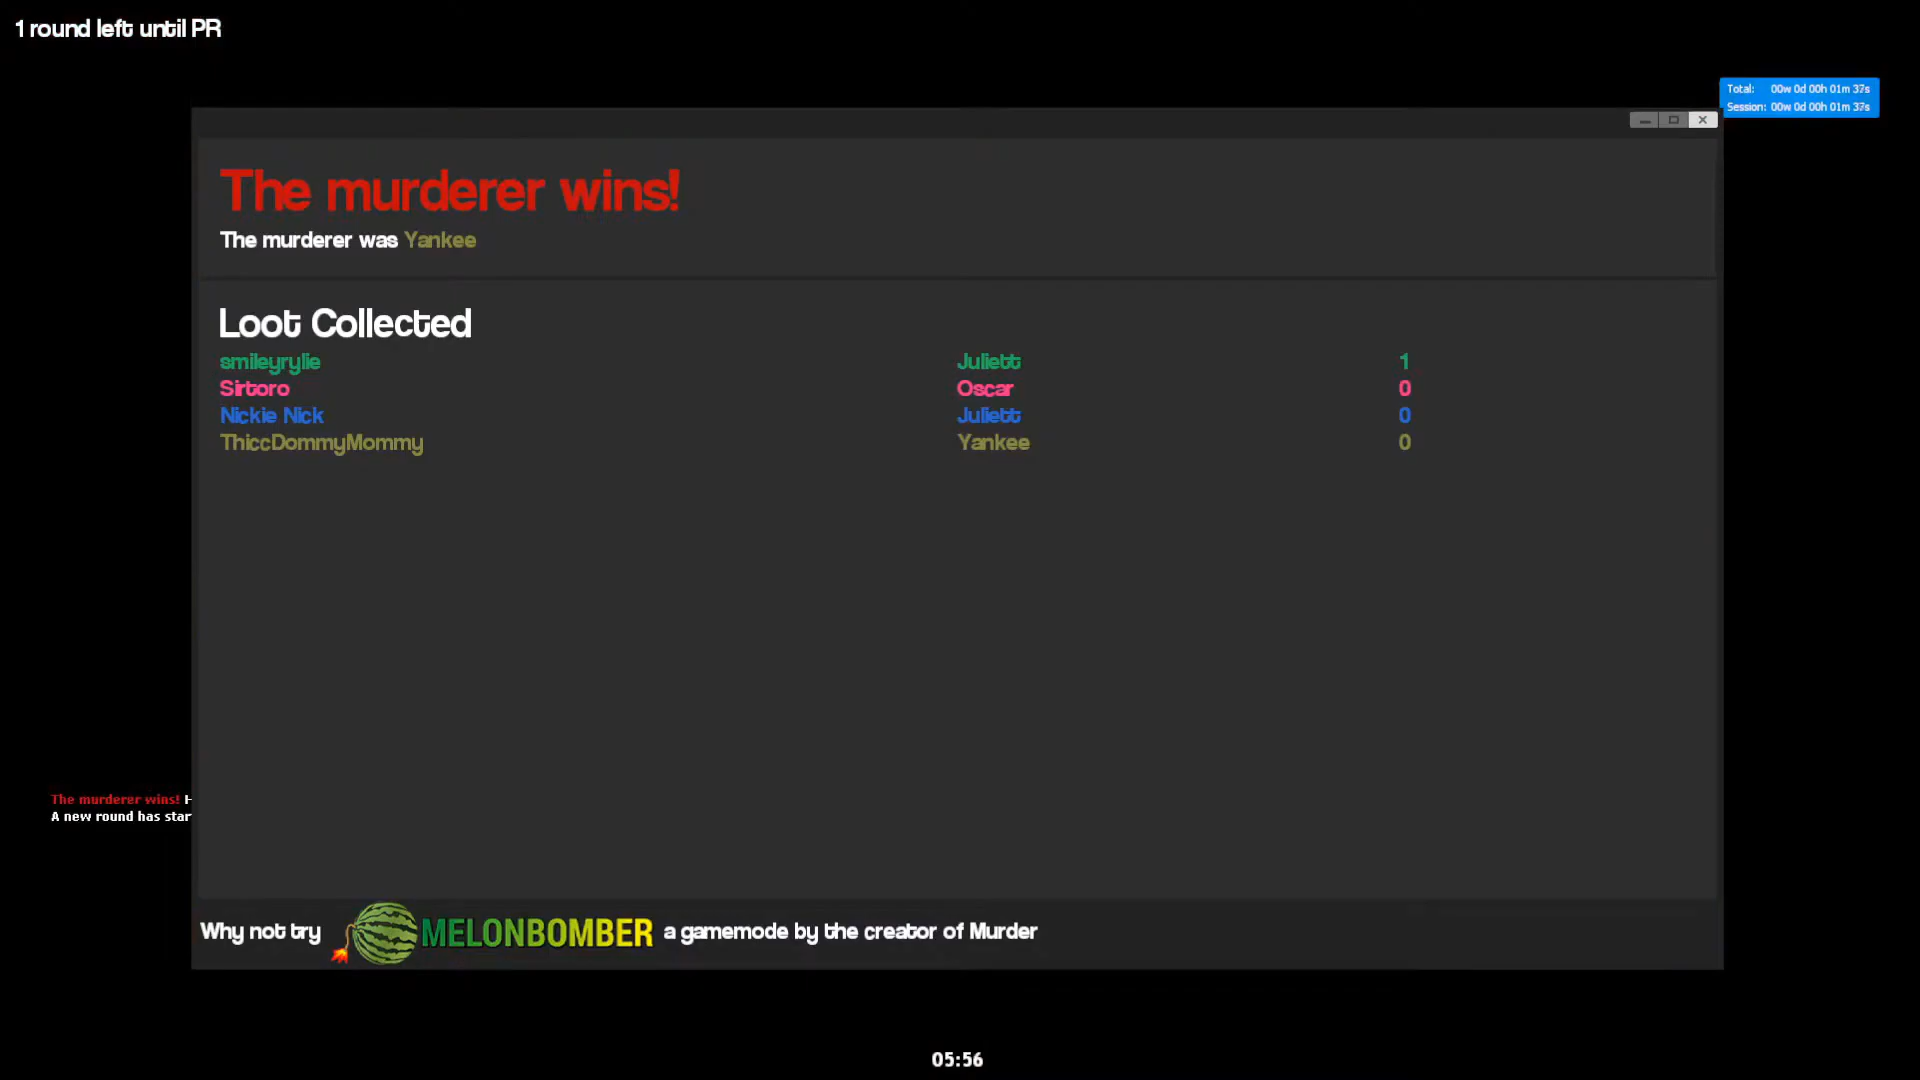 1 round left until PR
Total: 00w 0d 00h 01m 37s
Session: 00w 0d 00h 01m 37s
The murderer wins!
The murderer was Yankee
Loot Collected
smileyrylie Juliett 1
Sirtoro Oscar 0
Nickie Nick Juliett 0
ThiccDommyMommy Yankee 0
The murderer wins!
A new round has star
Why not try MELONBOMBER a gamemode by the creator of Murder
05:56